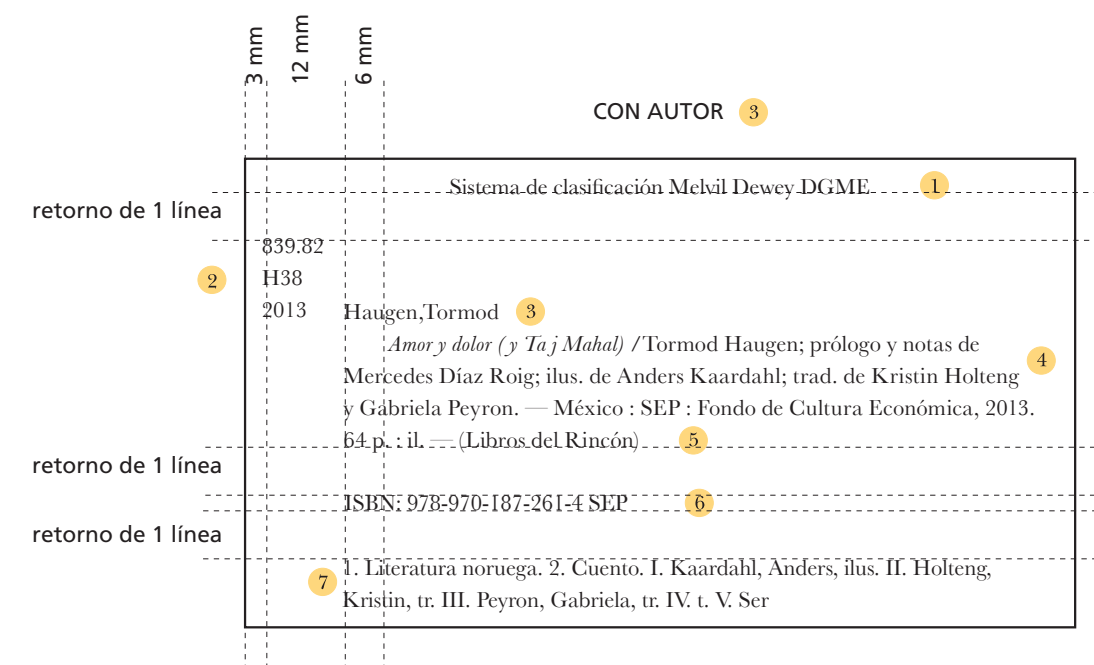 3 mm
12 mm
6 mm
CON AUTOR 3
Sistema de clasificación Melvil Dewey DGME 1
retorno de 1 línea
839.82
2 H38
2013 Haugen,Tormod 3
Amor y dolor (y Taj Mahal) /Tormod Haugen; prólogo y notas de 4
Mercedes Díaz Roig; ilus. de Anders Kaardahl; trad. de Kristin Holteng
y Gabriela Peyron. — México : SEP : Fondo de Cultura Económica, 2013.
64 p. : il. — (Libros del Rincón) 5
retorno de 1 línea
ISBN: 978-970-187-261-4 SEP 6
retorno de 1 línea
7 1. Literatura noruega. 2. Cuento. I. Kaardahl, Anders, ilus. II. Holteng,
Kristin, tr. III. Peyron, Gabriela, tr. IV. t. V. Ser